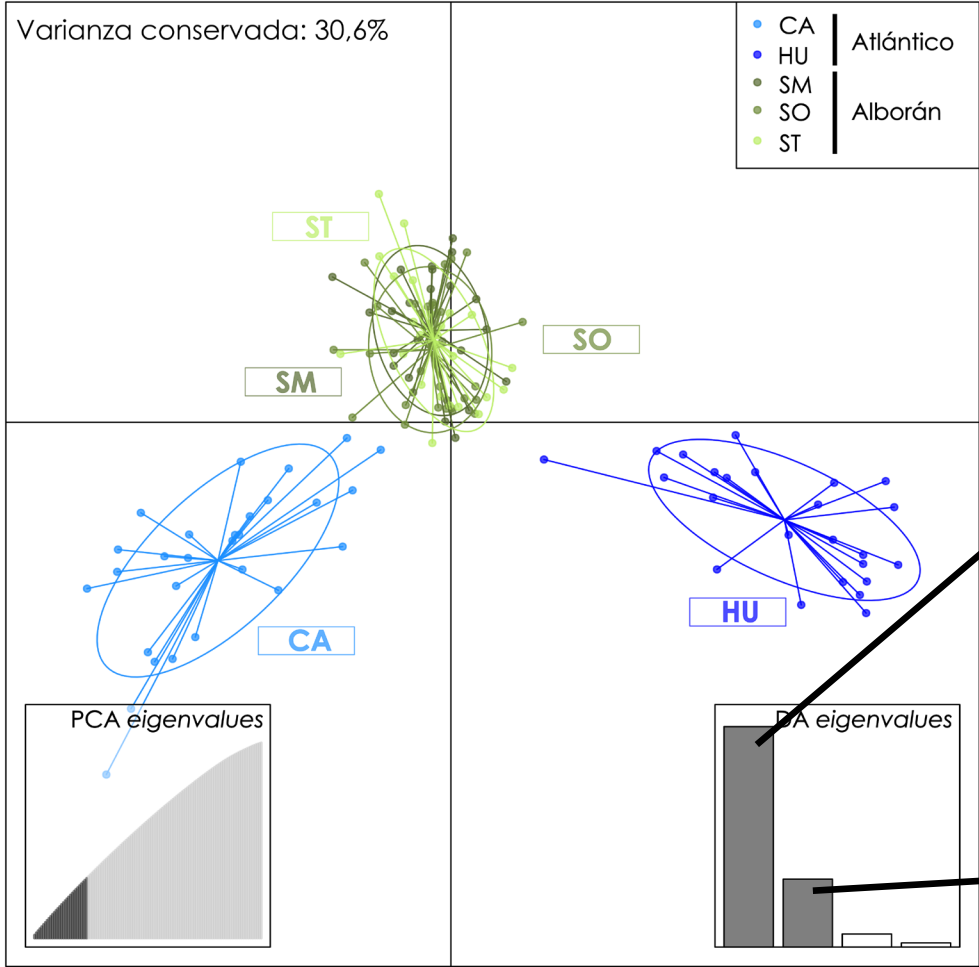 Varianza conservada: 30,6%
CA
HU
Atlántico
SM
SO
ST
Alborán
ST
SO
SM
CA
HU
PCA eigenvalues
DA eigenvalues